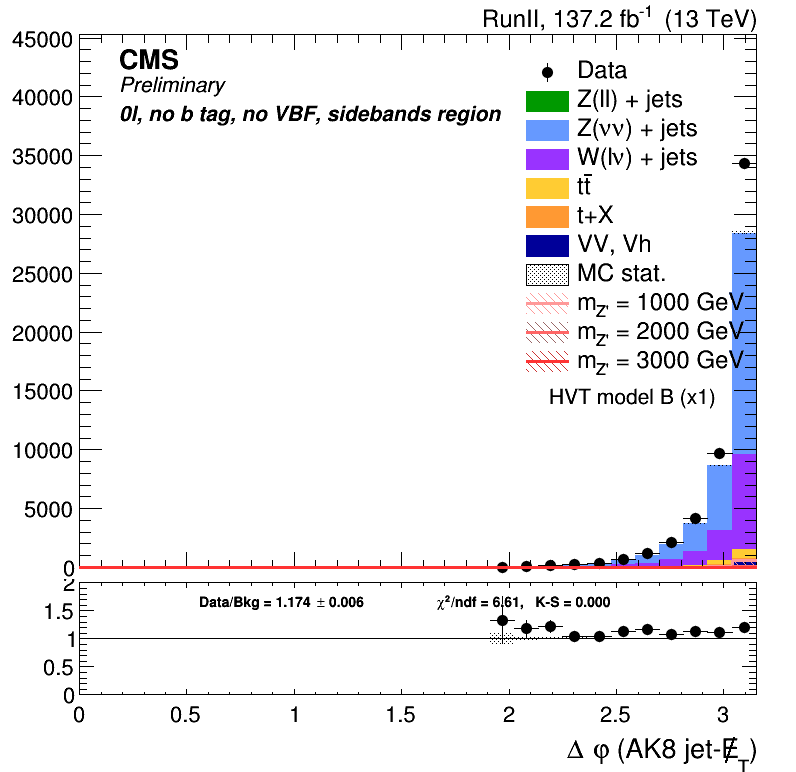 RunII, 137.2 fb⁻¹ (13 TeV)
45000
40000
35000
30000
25000
20000
15000
10000
5000
0
CMS
Preliminary
0l, no b tag, no VBF, sidebands region
Data
Z(ll) + jets
Z(νν) + jets
W(lν) + jets
tt̄
t+X
VV, Vh
MC stat.
m_Z' = 1000 GeV
m_Z' = 2000 GeV
m_Z' = 3000 GeV
HVT model B (x1)
2
1.5
1
0.5
0
Data/Bkg = 1.174 ± 0.006
χ²/ndf = 6.61, K-S = 0.000
0 0.5 1 1.5 2 2.5 3
Δ φ (AK8 jet-E̸_T)